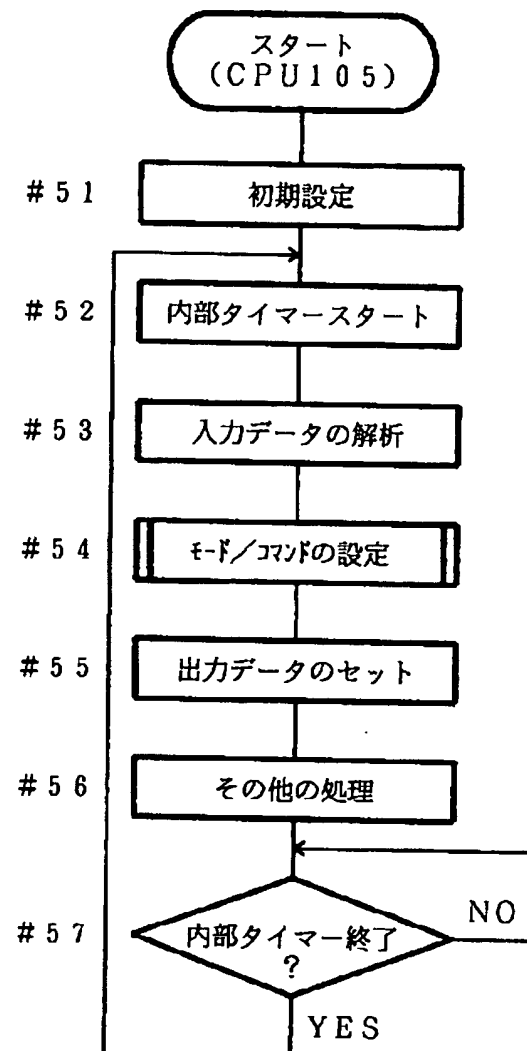 スタート
(CPU105)
#51 初期設定
#52 内部タイマースタート
#53 入力データの解析
#54 モード/コマンドの設定
#55 出力データのセット
#56 その他の処理
#57 内部タイマー終了
?
NO
YES